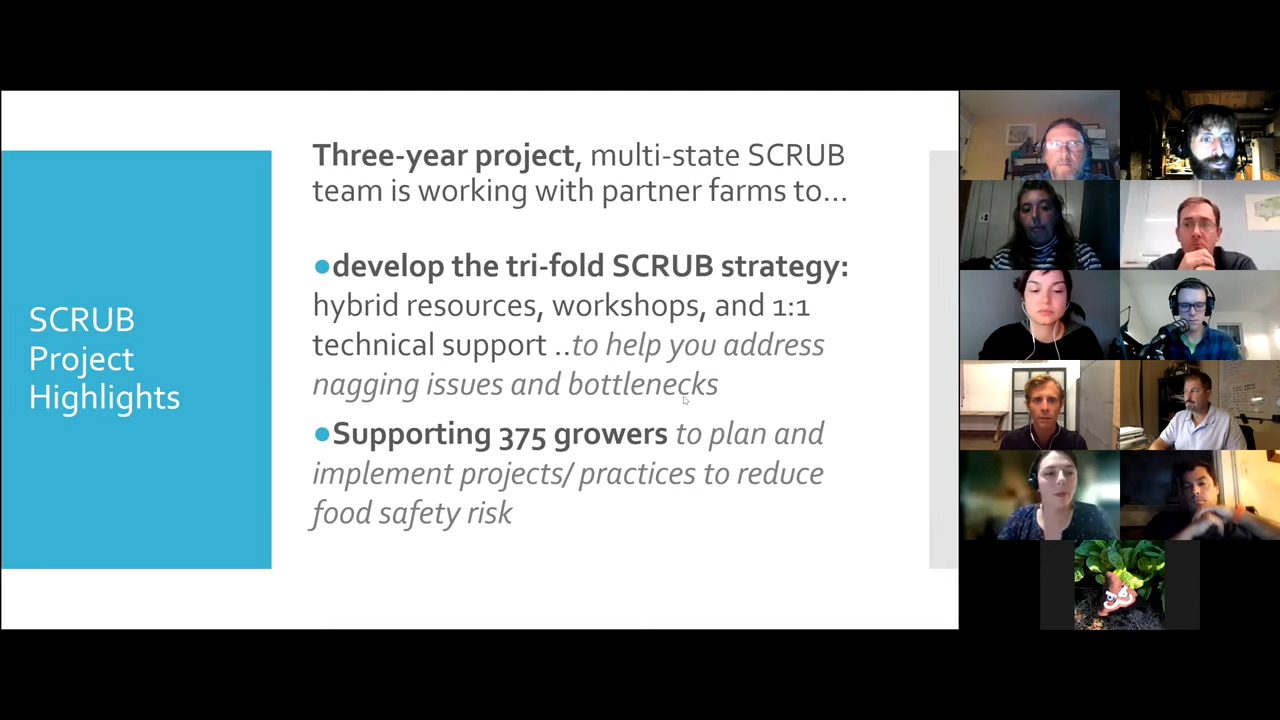 SCRUB
Project
Highlights
Three-year project, multi-state SCRUB
team is working with partner farms to...
●develop the tri-fold SCRUB strategy:
hybrid resources, workshops, and 1:1
technical support ..to help you address
nagging issues and bottlenecks
●Supporting 375 growers to plan and
implement projects/ practices to reduce
food safety risk